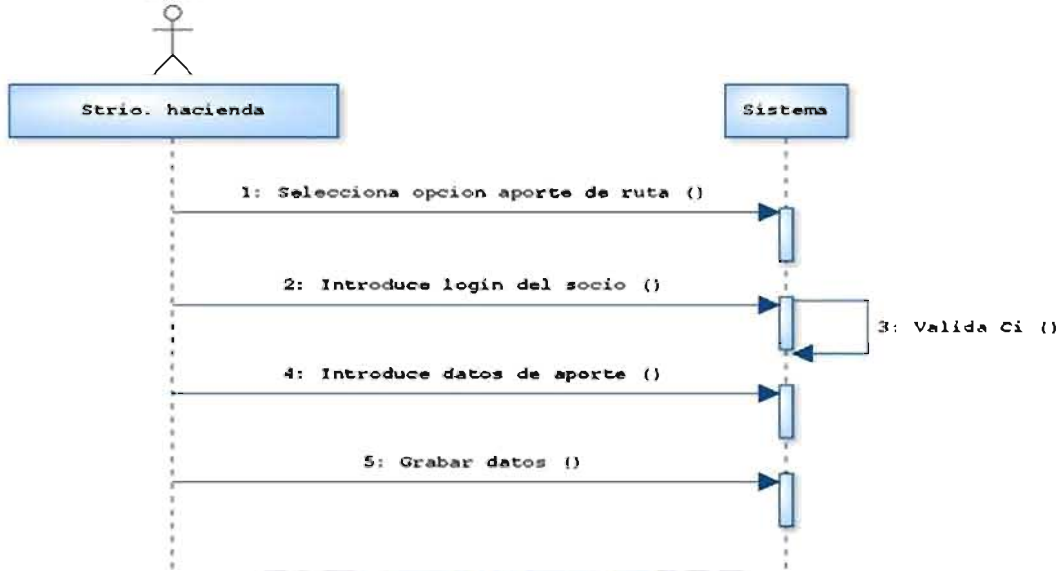 Strio. hacienda
Sistema
1: Selecciona opcion aporte de ruta ()
2: Introduce login del socio ()
3: Valida Ci ()
4: Introduce datos de aporte ()
5: Grabar datos ()